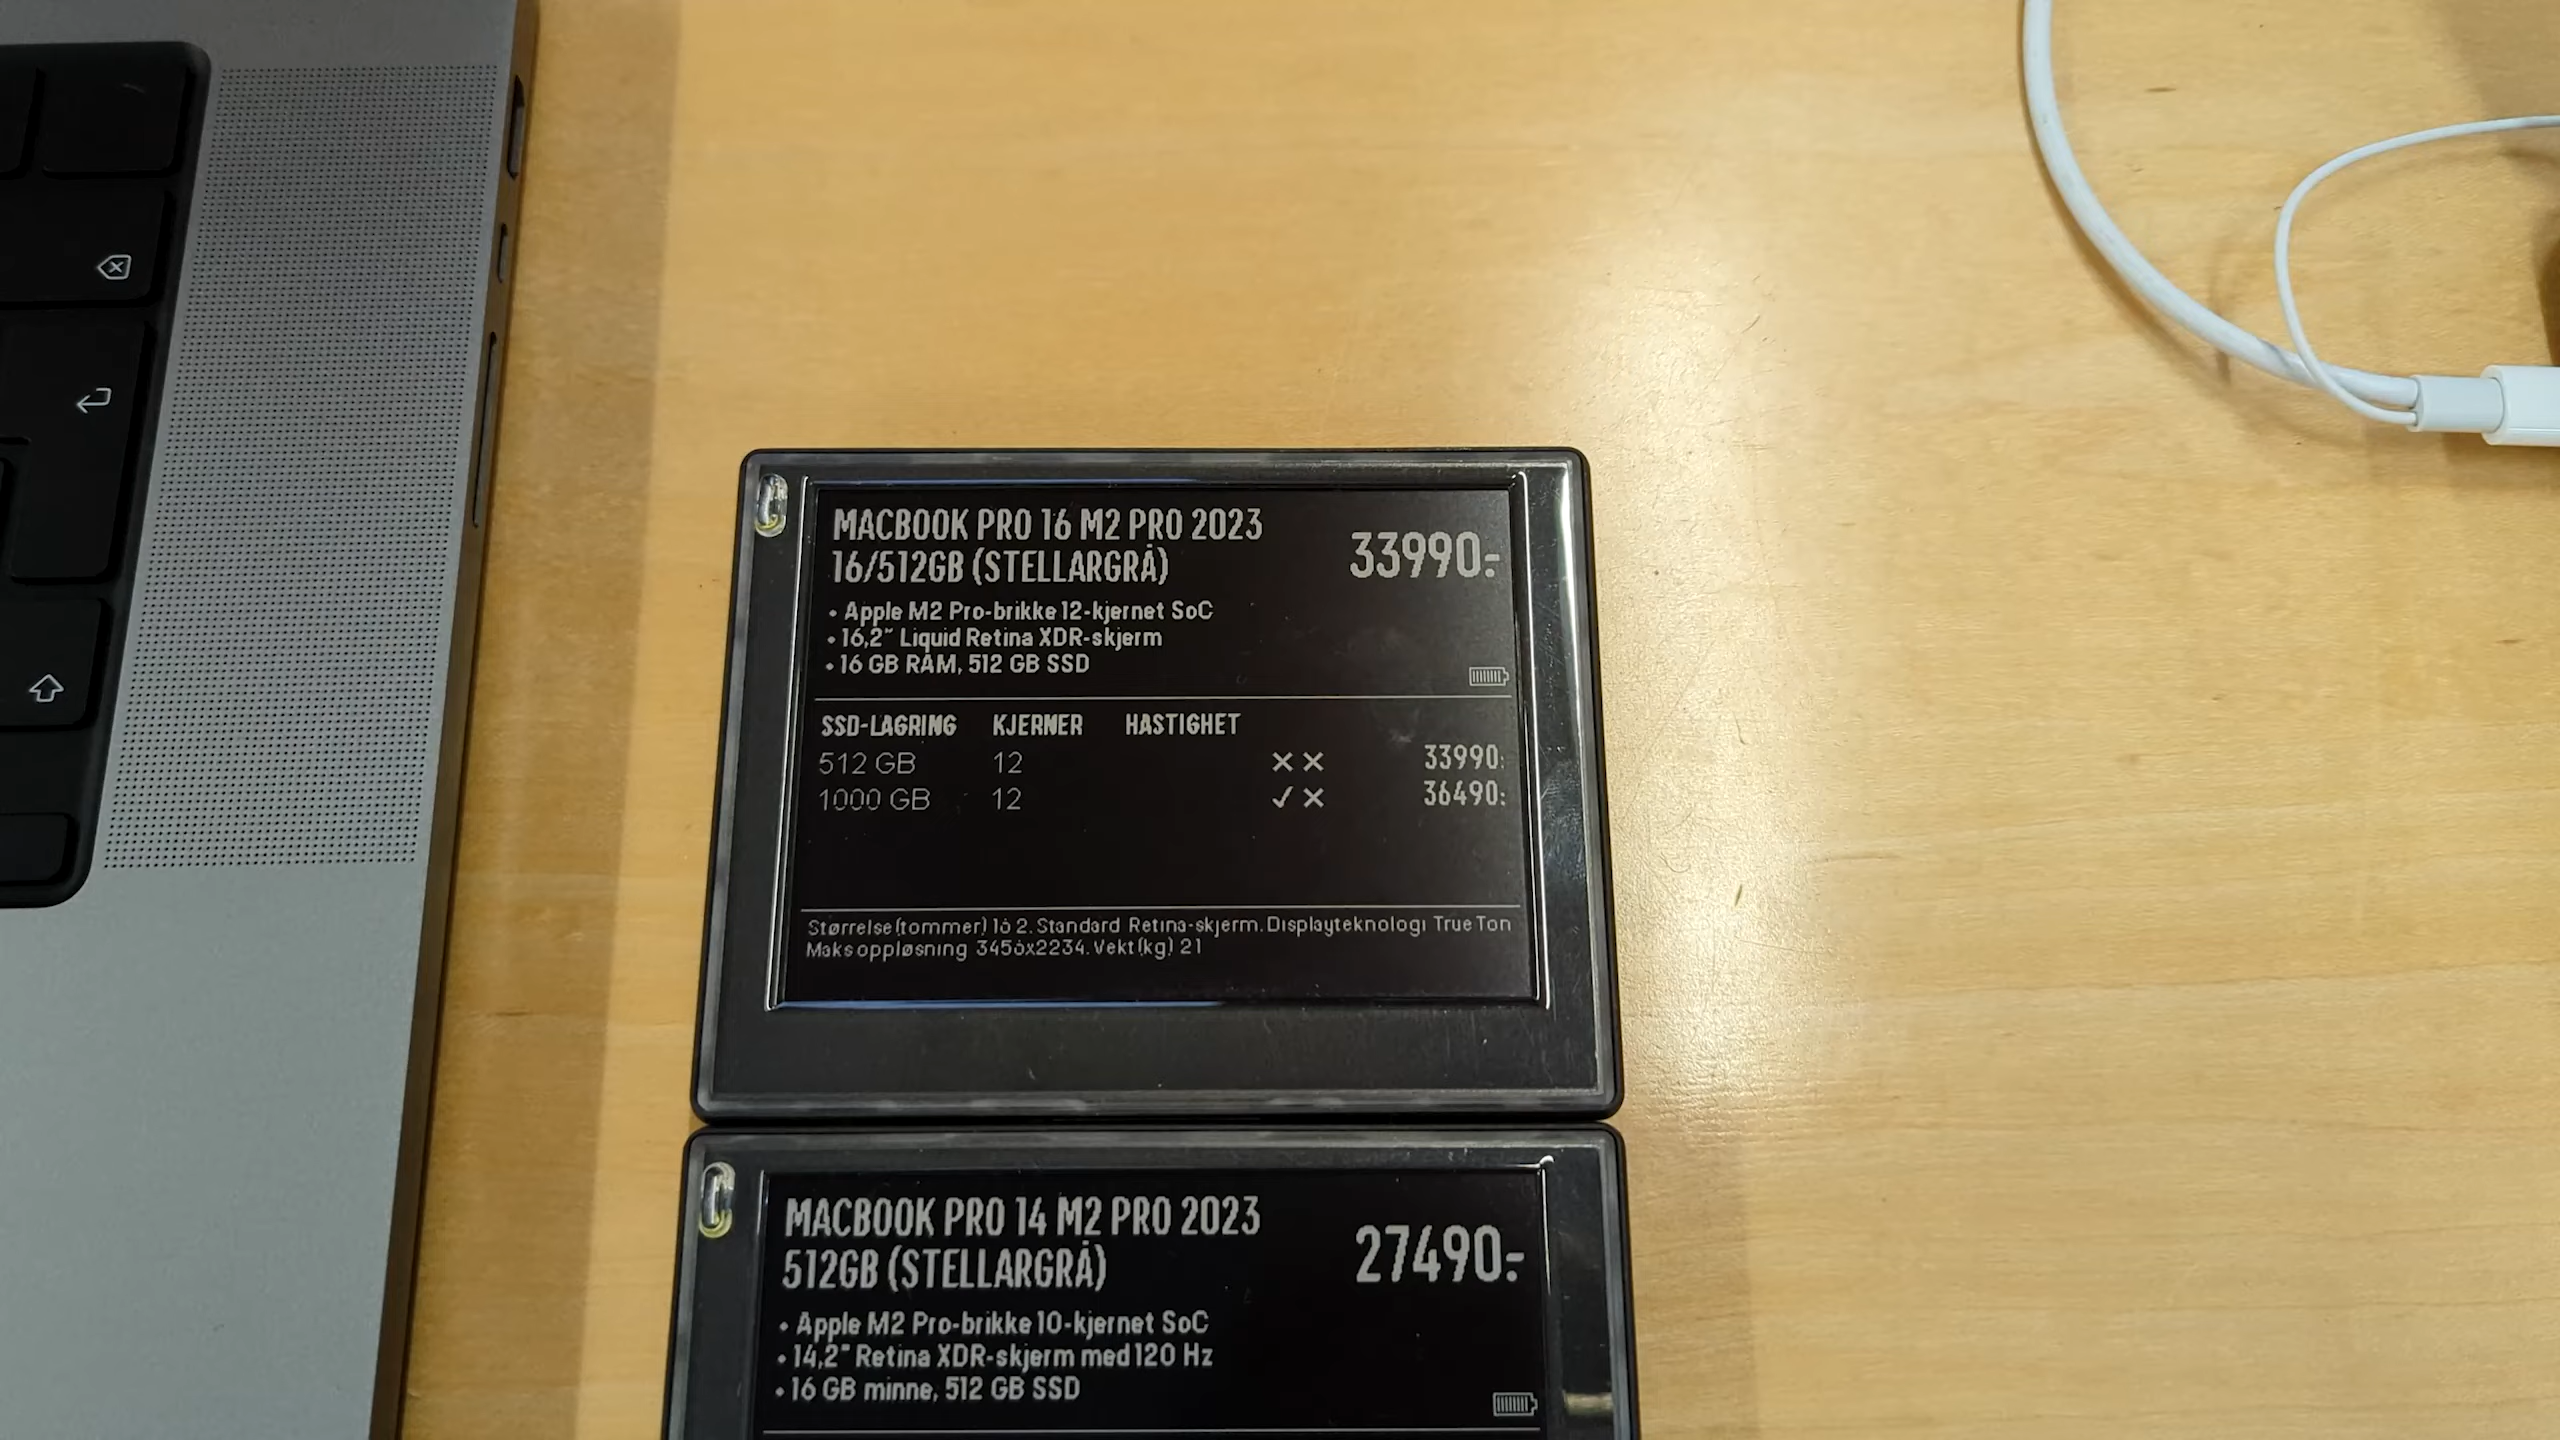 MACBOOK PRO 16 M2 PRO 2023
16/512GB (STELLARGRÅ)
33990:-
• Apple M2 Pro-brikke 12-kjernet SoC
• 16,2" Liquid Retina XDR-skjerm
• 16 GB RAM, 512 GB SSD
SSD-LAGRING KJERNER HASTIGHET
512 GB 12 ✕ ✕ 33990:
1000 GB 12 ✓ ✕ 36490:
Størrelse (tommer) 16 2. Standard Retina-skjerm. Displayteknologi True Ton
Maks oppløsning 3456x2234. Vekt (kg) 21
MACBOOK PRO 14 M2 PRO 2023
512GB (STELLARGRÅ)
27490:-
• Apple M2 Pro-brikke 10-kjernet SoC
• 14,2" Retina XDR-skjerm med 120 Hz
• 16 GB minne, 512 GB SSD